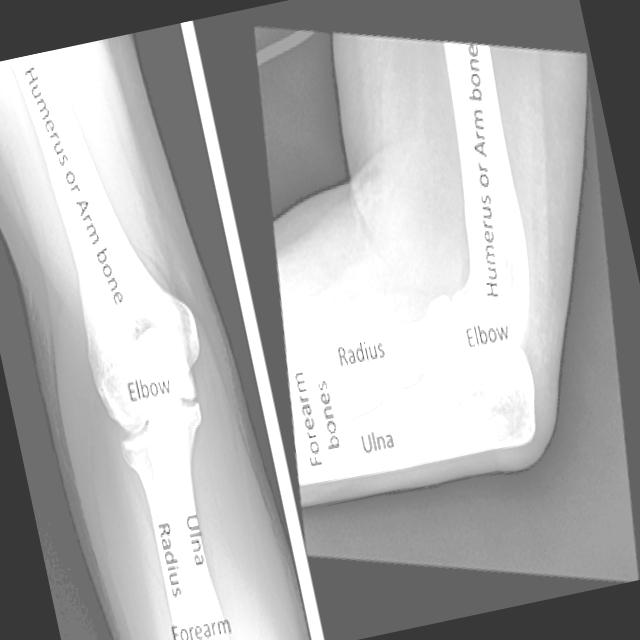 Humerus or Arm bone
Elbow
Ulna
Radius
Forearm
Humerus or Arm bone
Elbow
Radius
Forearm
bones
Ulna